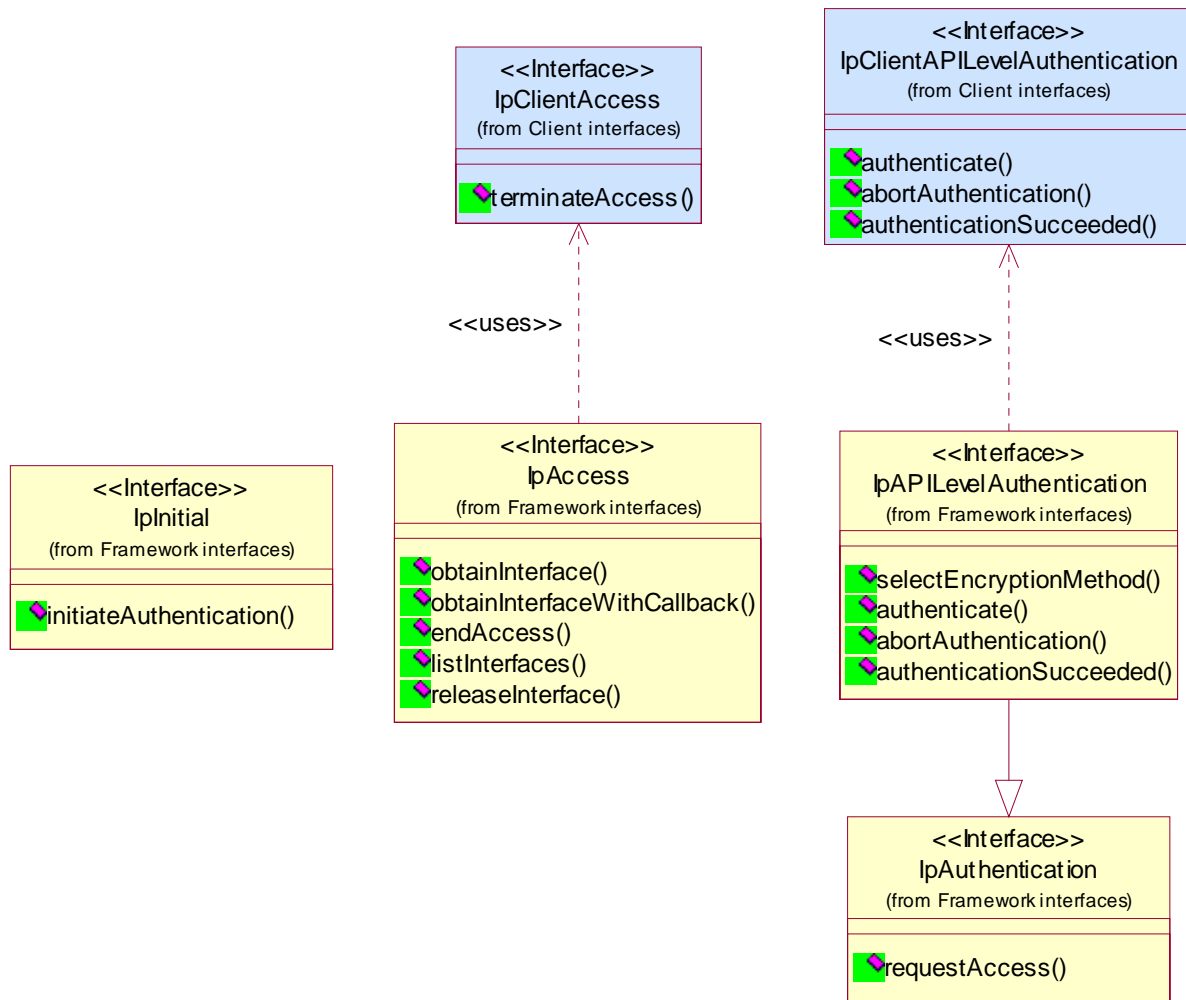 <<Interface>>
IpClientAccess
(from Client interfaces)
terminateAccess()
<<Interface>>
IpClientAPILevelAuthentication
(from Client interfaces)
authenticate()
abortAuthentication()
authenticationSucceeded()
<<uses>>
<<uses>>
<<Interface>>
IpInitial
(from Framework interfaces)
initiateAuthentication()
<<Interface>>
IpAccess
(from Framework interfaces)
obtainInterface()
obtainInterfaceWithCallback()
endAccess()
listInterfaces()
releaseInterface()
<<Interface>>
IpAPILevelAuthentication
(from Framework interfaces)
selectEncryptionMethod()
authenticate()
abortAuthentication()
authenticationSucceeded()
<<Interface>>
IpAuthentication
(from Framework interfaces)
requestAccess()